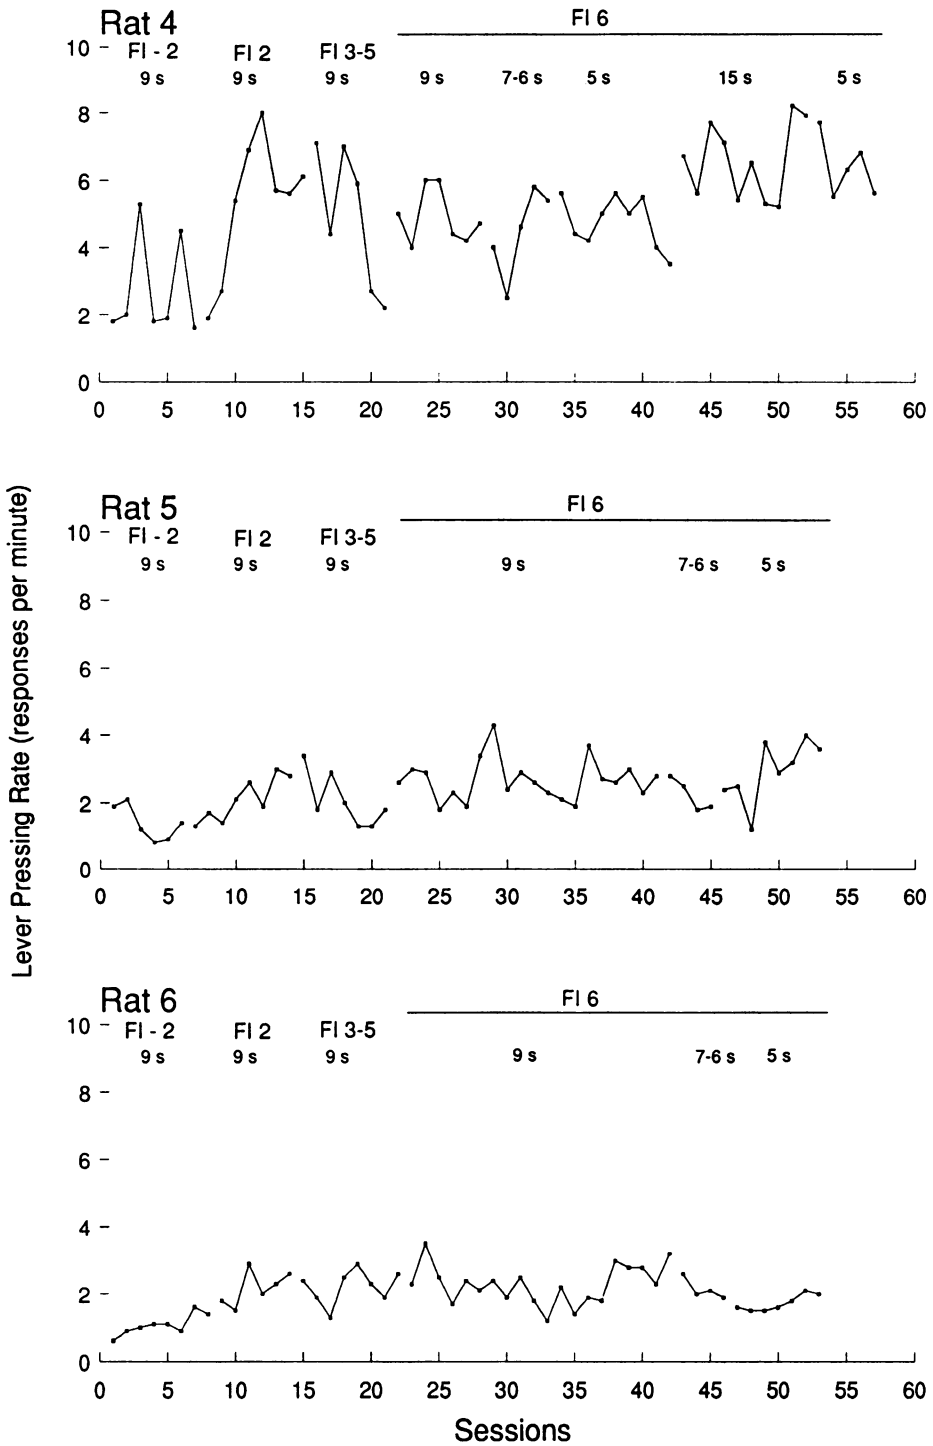 Rat 4
FI 6
10
FI - 2 FI 2 FI 3-5
9 s 9 s 9 s 9 s 7-6 s 5 s 15 s 5 s
8
6
4
2
0
0 5 10 15 20 25 30 35 40 45 50 55 60
Lever Pressing Rate (responses per minute)
Rat 5
FI 6
10
FI - 2 FI 2 FI 3-5
9 s 9 s 9 s 9 s 7-6 s 5 s
8
6
4
2
0
0 5 10 15 20 25 30 35 40 45 50 55 60
Rat 6
FI 6
10
FI - 2 FI 2 FI 3-5
9 s 9 s 9 s 9 s 7-6 s 5 s
8
6
4
2
0
0 5 10 15 20 25 30 35 40 45 50 55 60
Sessions